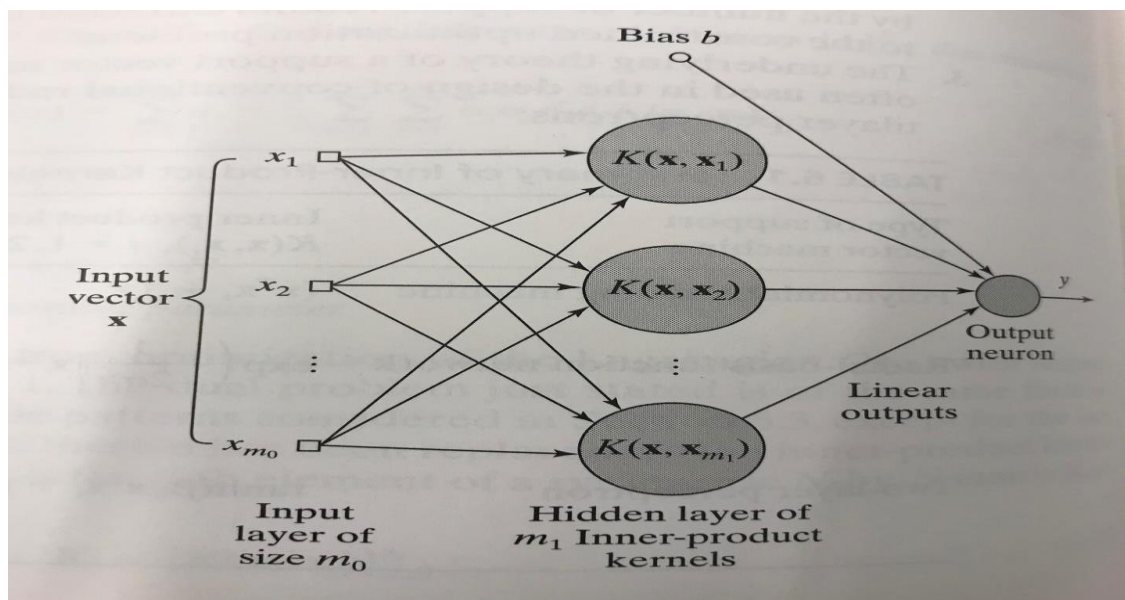 Bias b
x₁
K(x, x₁)
Input
vector
x
x₂
K(x, x₂)
y
Output
neuron
⋮
⋮
Linear
outputs
xₘ₀
K(x, xₘ₁)
Input
layer of
size m₀
Hidden layer of
m₁ Inner-product
kernels